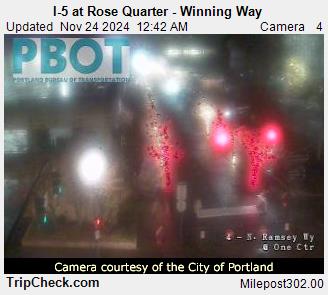 I-5 at Rose Quarter - Winning Way
Updated Nov 24 2024 12:42 AM Camera 4
PBOT
PORTLAND BUREAU OF TRANSPORTATION
4 - N. Ramsey Wy
@ One Ctr
Camera courtesy of the City of Portland
TripCheck.com Milepost302.00